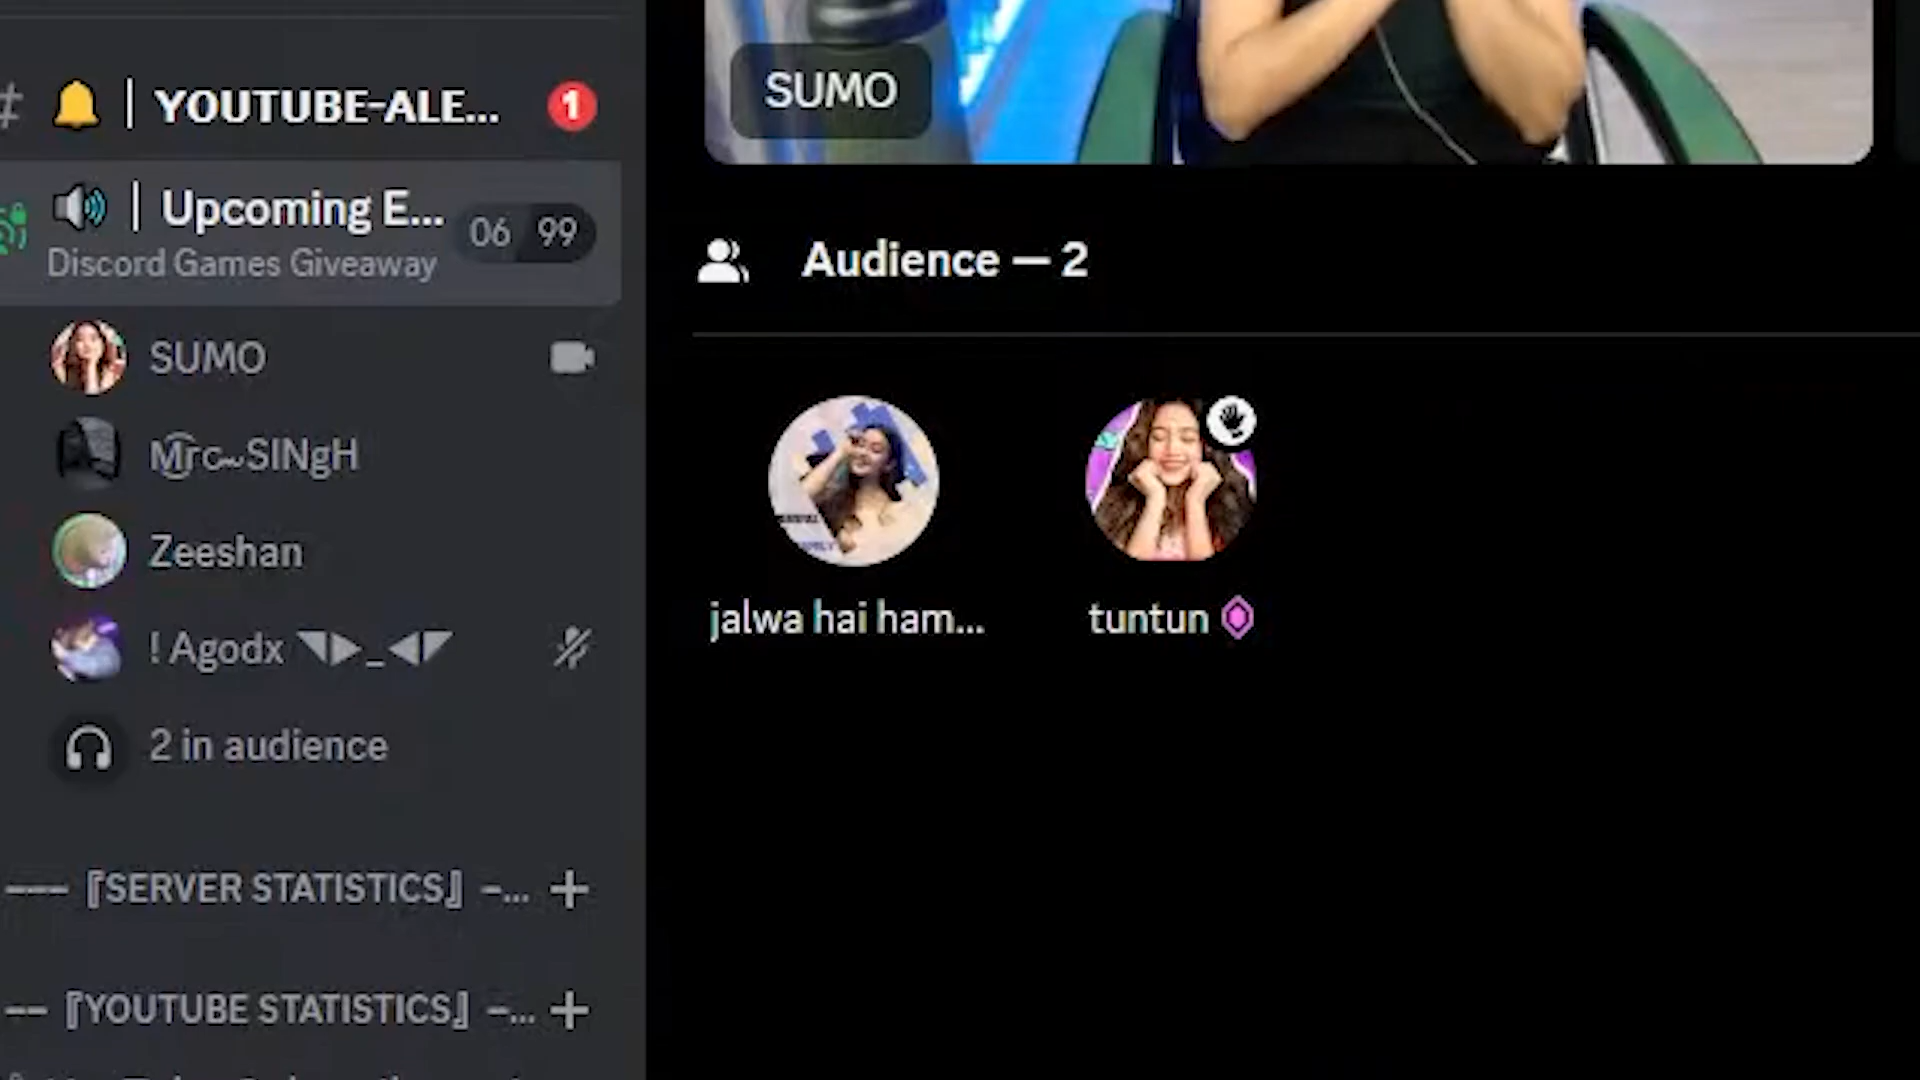 # 🔔 | YOUTUBE-ALE... 1
🔊 | Upcoming E... 06 99
Discord Games Giveaway
SUMO
SINgH
Zeeshan
! Agodx ◥▶_◀◤
2 in audience
--- 『SERVER STATISTICS』 -... +
-- 『YOUTUBE STATISTICS』 -... +
SUMO
Audience — 2
jalwa hai ham...
tuntun